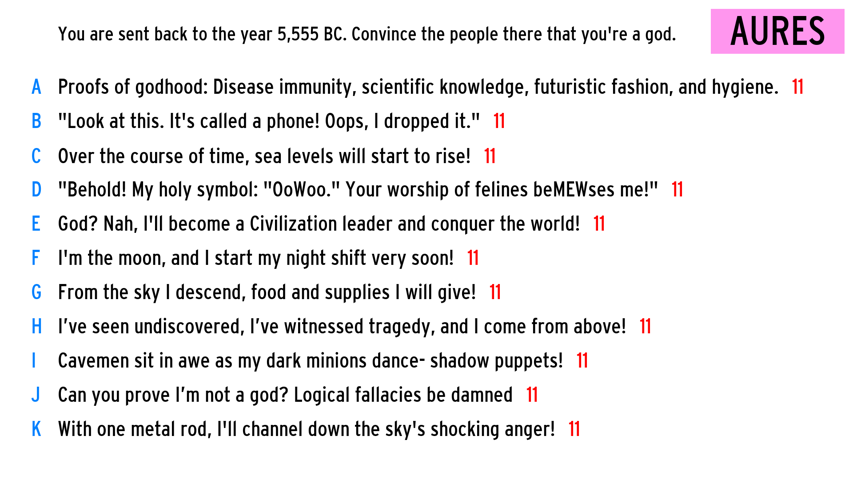 You are sent back to the year 5,555 BC. Convince the people there that you're a god.
AURES
A Proofs of godhood: Disease immunity, scientific knowledge, futuristic fashion, and hygiene. 11
B "Look at this. It's called a phone! Oops, I dropped it." 11
C Over the course of time, sea levels will start to rise! 11
D "Behold! My holy symbol: "OoWoo." Your worship of felines beMEWses me!" 11
E God? Nah, I'll become a Civilization leader and conquer the world! 11
F I'm the moon, and I start my night shift very soon! 11
G From the sky I descend, food and supplies I will give! 11
H I’ve seen undiscovered, I’ve witnessed tragedy, and I come from above! 11
I Cavemen sit in awe as my dark minions dance- shadow puppets! 11
J Can you prove I’m not a god? Logical fallacies be damned 11
K With one metal rod, I'll channel down the sky's shocking anger! 11